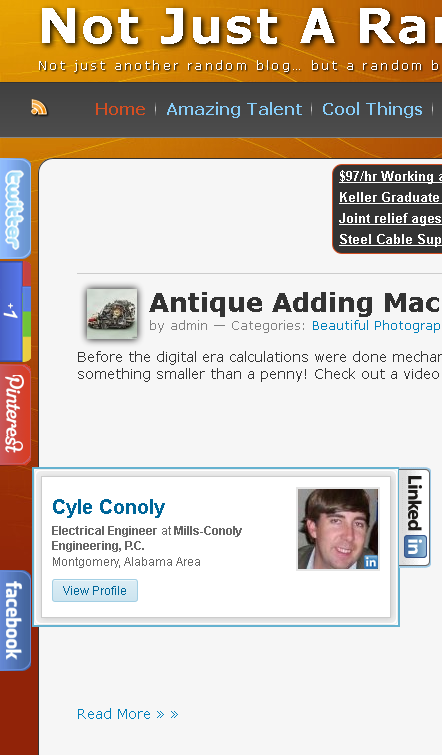 Not Just A Ra
Not just another random blog... but a random b
Home
Amazing Talent
Cool Things
twitter
$97/hr Working a
Keller Graduate
Joint relief ages
Steel Cable Sup
+1
Antique Adding Mac
by admin — Categories: Beautiful Photograp
Before the digital era calculations were done mechan
something smaller than a penny! Check out a video
Pinterest
Cyle Conoly
Electrical Engineer at Mills-Conoly
Engineering, P.C.
Montgomery, Alabama Area
View Profile
in
Linked in
facebook
Read More » »